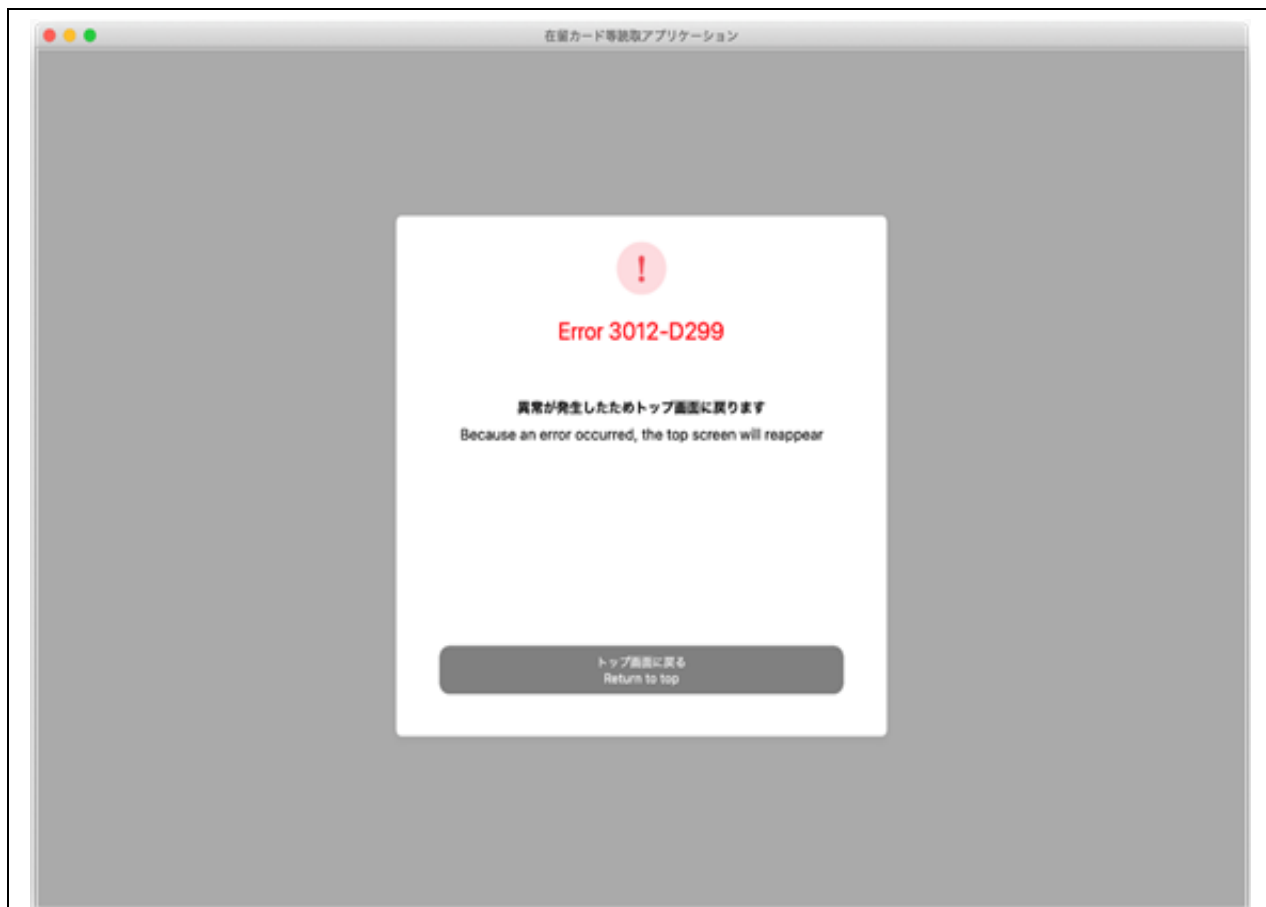 在留カード等読取アプリケーション
!
Error 3012-D299
異常が発生したためトップ画面に戻ります
Because an error occurred, the top screen will reappear
トップ画面に戻る
Return to top